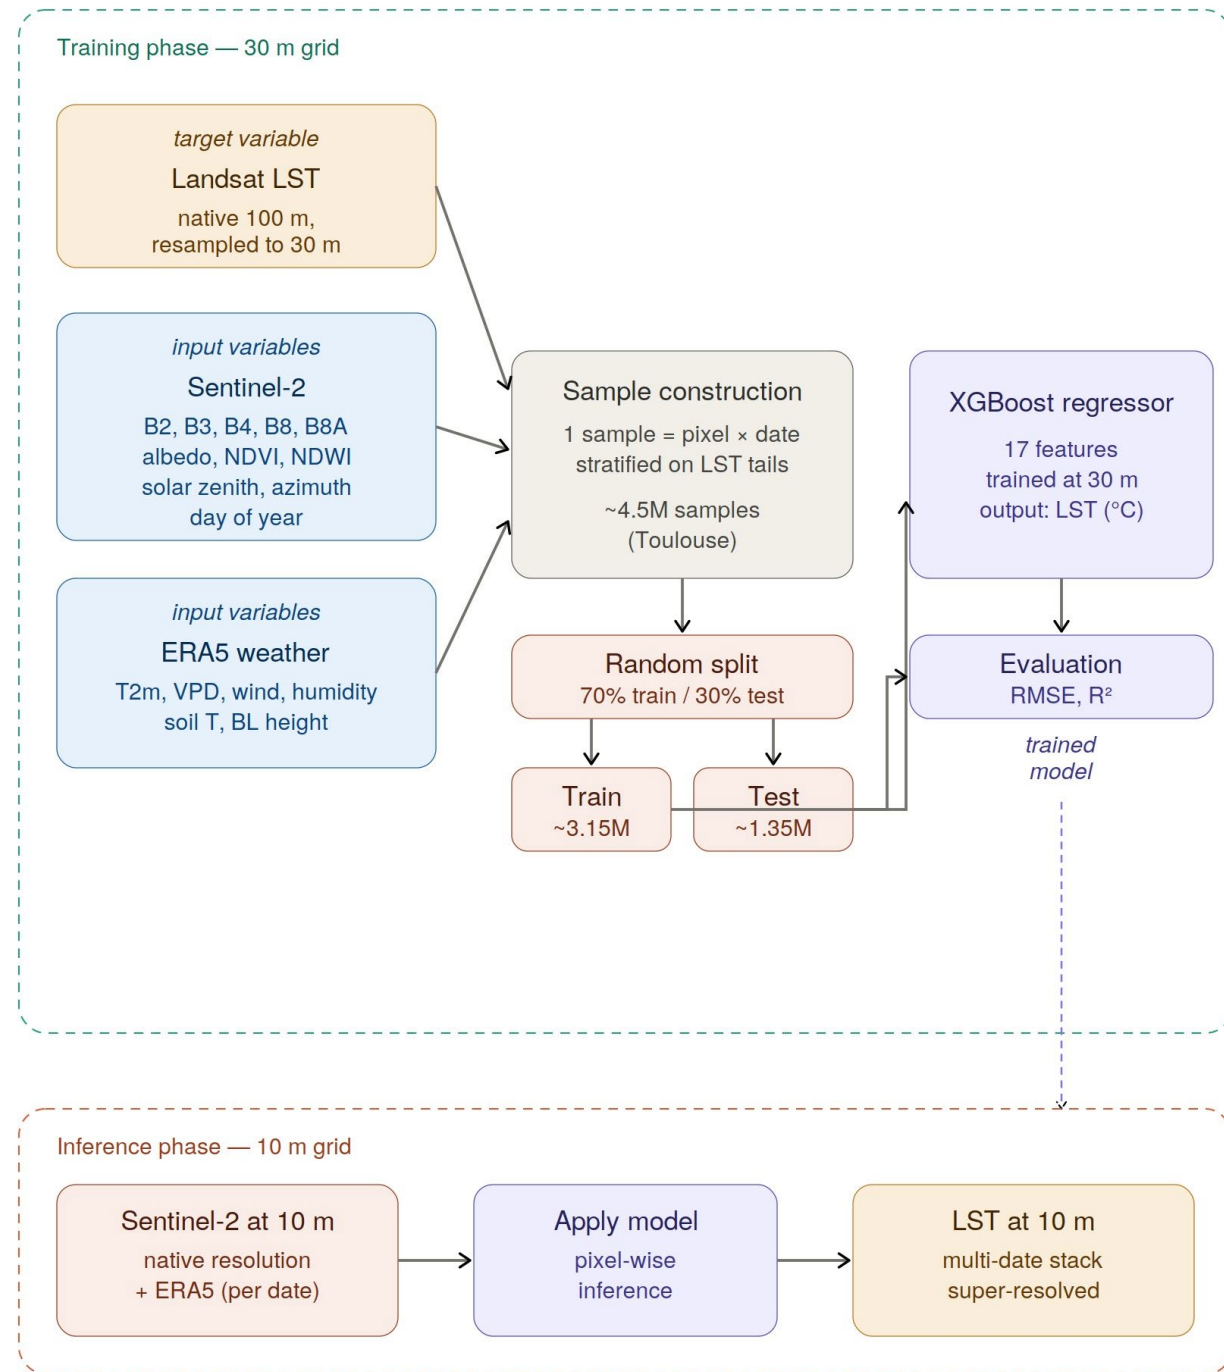 Training phase — 30 m grid
target variable
Landsat LST
native 100 m,
resampled to 30 m
input variables
Sentinel-2
B2, B3, B4, B8, B8A
albedo, NDVI, NDWI
solar zenith, azimuth
day of year
input variables
ERA5 weather
T2m, VPD, wind, humidity
soil T, BL height
Sample construction
1 sample = pixel × date
stratified on LST tails
~4.5M samples
(Toulouse)
Random split
70% train / 30% test
Train
~3.15M
Test
~1.35M
XGBoost regressor
17 features
trained at 30 m
output: LST (°C)
Evaluation
RMSE, R²
trained
model
Inference phase — 10 m grid
Sentinel-2 at 10 m
native resolution
+ ERA5 (per date)
Apply model
pixel-wise
inference
LST at 10 m
multi-date stack
super-resolved